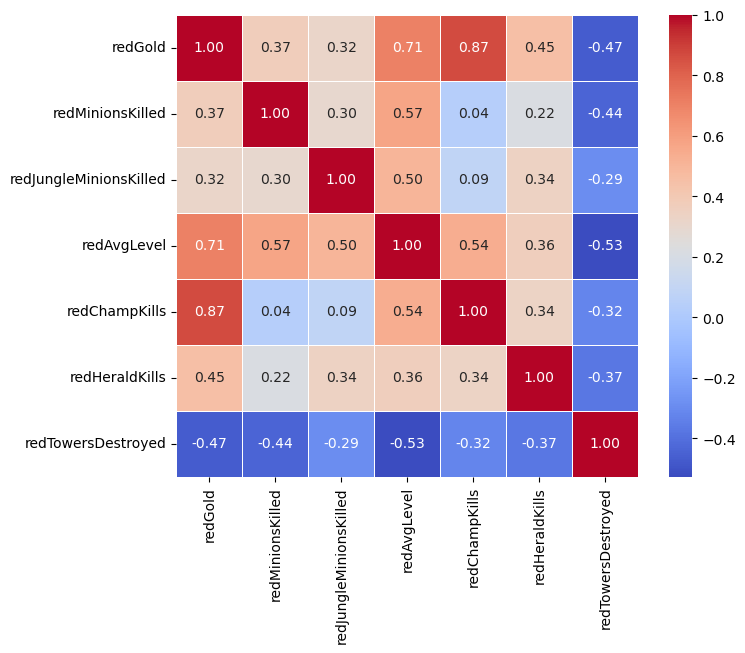 redGold 1.00 0.37 0.32 0.71 0.87 0.45 -0.47
redMinionsKilled 0.37 1.00 0.30 0.57 0.04 0.22 -0.44
redJungleMinionsKilled 0.32 0.30 1.00 0.50 0.09 0.34 -0.29
redAvgLevel 0.71 0.57 0.50 1.00 0.54 0.36 -0.53
redChampKills 0.87 0.04 0.09 0.54 1.00 0.34 -0.32
redHeraldKills 0.45 0.22 0.34 0.36 0.34 1.00 -0.37
redTowersDestroyed -0.47 -0.44 -0.29 -0.53 -0.32 -0.37 1.00
redGold
redMinionsKilled
redJungleMinionsKilled
redAvgLevel
redChampKills
redHeraldKills
redTowersDestroyed
1.0
0.8
0.6
0.4
0.2
0.0
−0.2
−0.4